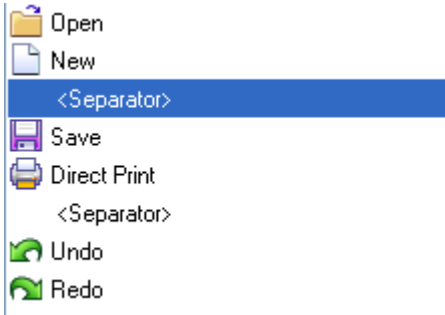 Open
New
<Separator>
Save
Direct Print
<Separator>
Undo
Redo